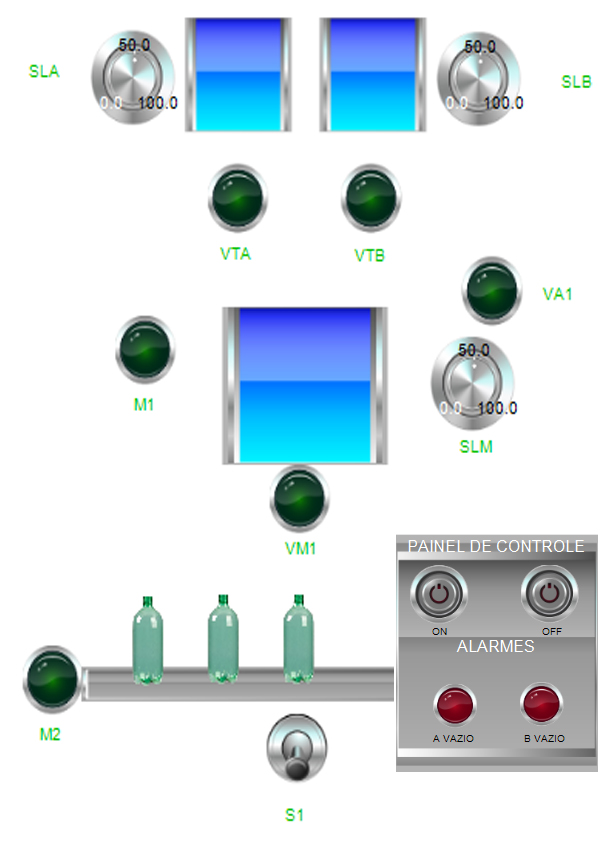 50.0
50.0
SLA
SLB
0.0 100.0
0.0 100.0
VTA
VTB
VA1
50.0
M1
0.0 100.0
SLM
VM1
PAINEL DE CONTROLE
ON
OFF
ALARMES
M2
A VAZIO
B VAZIO
S1